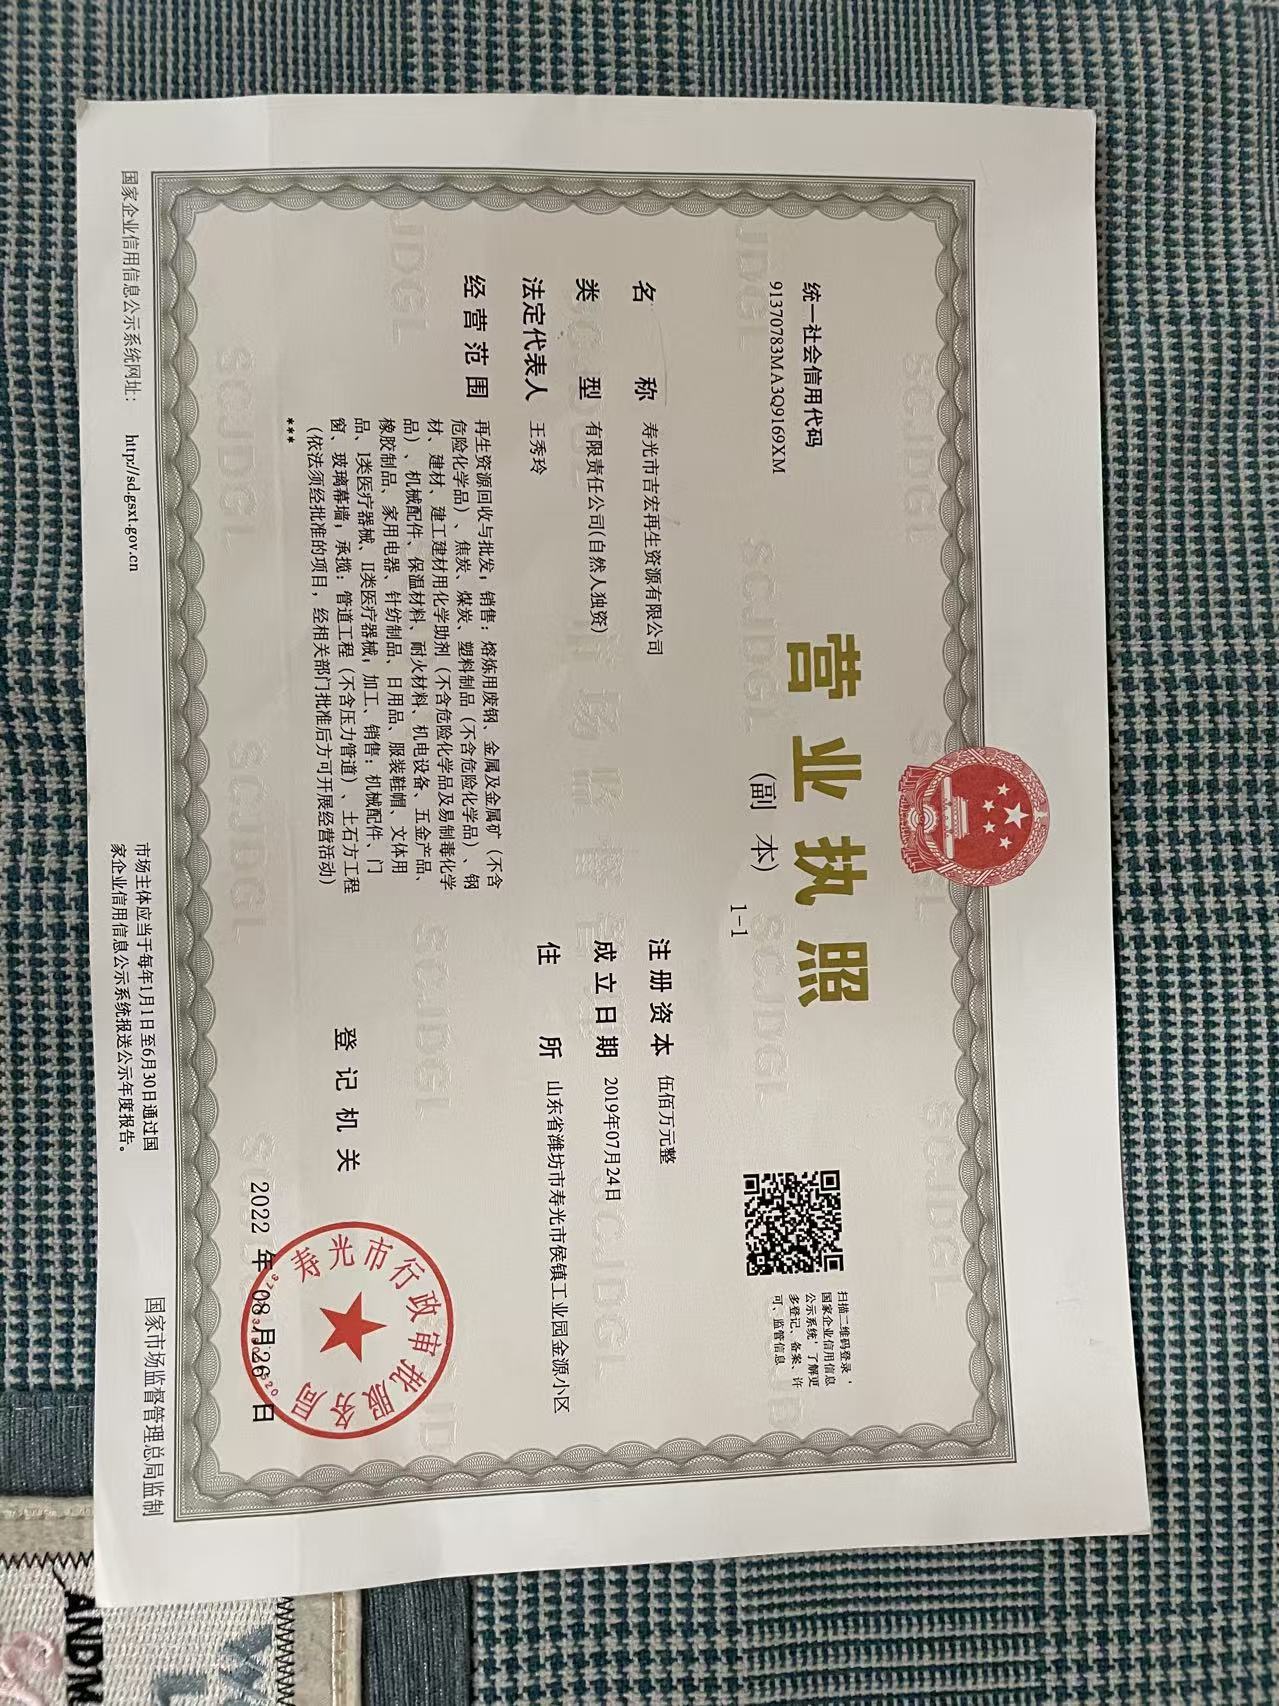 营业执照
(副 本)
1-1
统一社会信用代码
91370783MA3Q9169XM
扫描二维码登录‘
国家企业信用信息
公示系统’了解更
多登记、备案、许
可、监管信息
名 称 寿光市吉宏再生资源有限公司
类 型 有限责任公司(自然人独资)
法定代表人 王秀玲
经营范围 再生资源回收与批发；销售：熔炼用废钢、金属及金属矿（不含
危险化学品）、焦炭、煤炭、塑料制品（不含危险化学品）、钢
材、建材、建工建材用化学助剂（不含危险化学品及易制毒化学
品）、机械配件、保温材料、耐火材料、机电设备、五金产品、
橡胶制品、家用电器、针纺制品、日用品、服装鞋帽、文体用
品、I类医疗器械、II类医疗器械；加工、销售：机械配件、门
窗、玻璃幕墙；承揽：管道工程（不含压力管道）、土石方工程
（依法须经批准的项目，经相关部门批准后方可开展经营活动）
***
注册资本 伍佰万元整
成立日期 2019年07月24日
住 所 山东省潍坊市寿光市侯镇工业园金源小区
登记机关
寿光市行政审批服务局
2022 年 08 月 26 日
国家企业信用信息公示系统网址： http://sd.gsxt.gov.cn
市场主体应当于每年1月1日至6月30日通过国
家企业信用信息公示系统报送公示年度报告。
国家市场监督管理总局监制
SCJDGL
AND